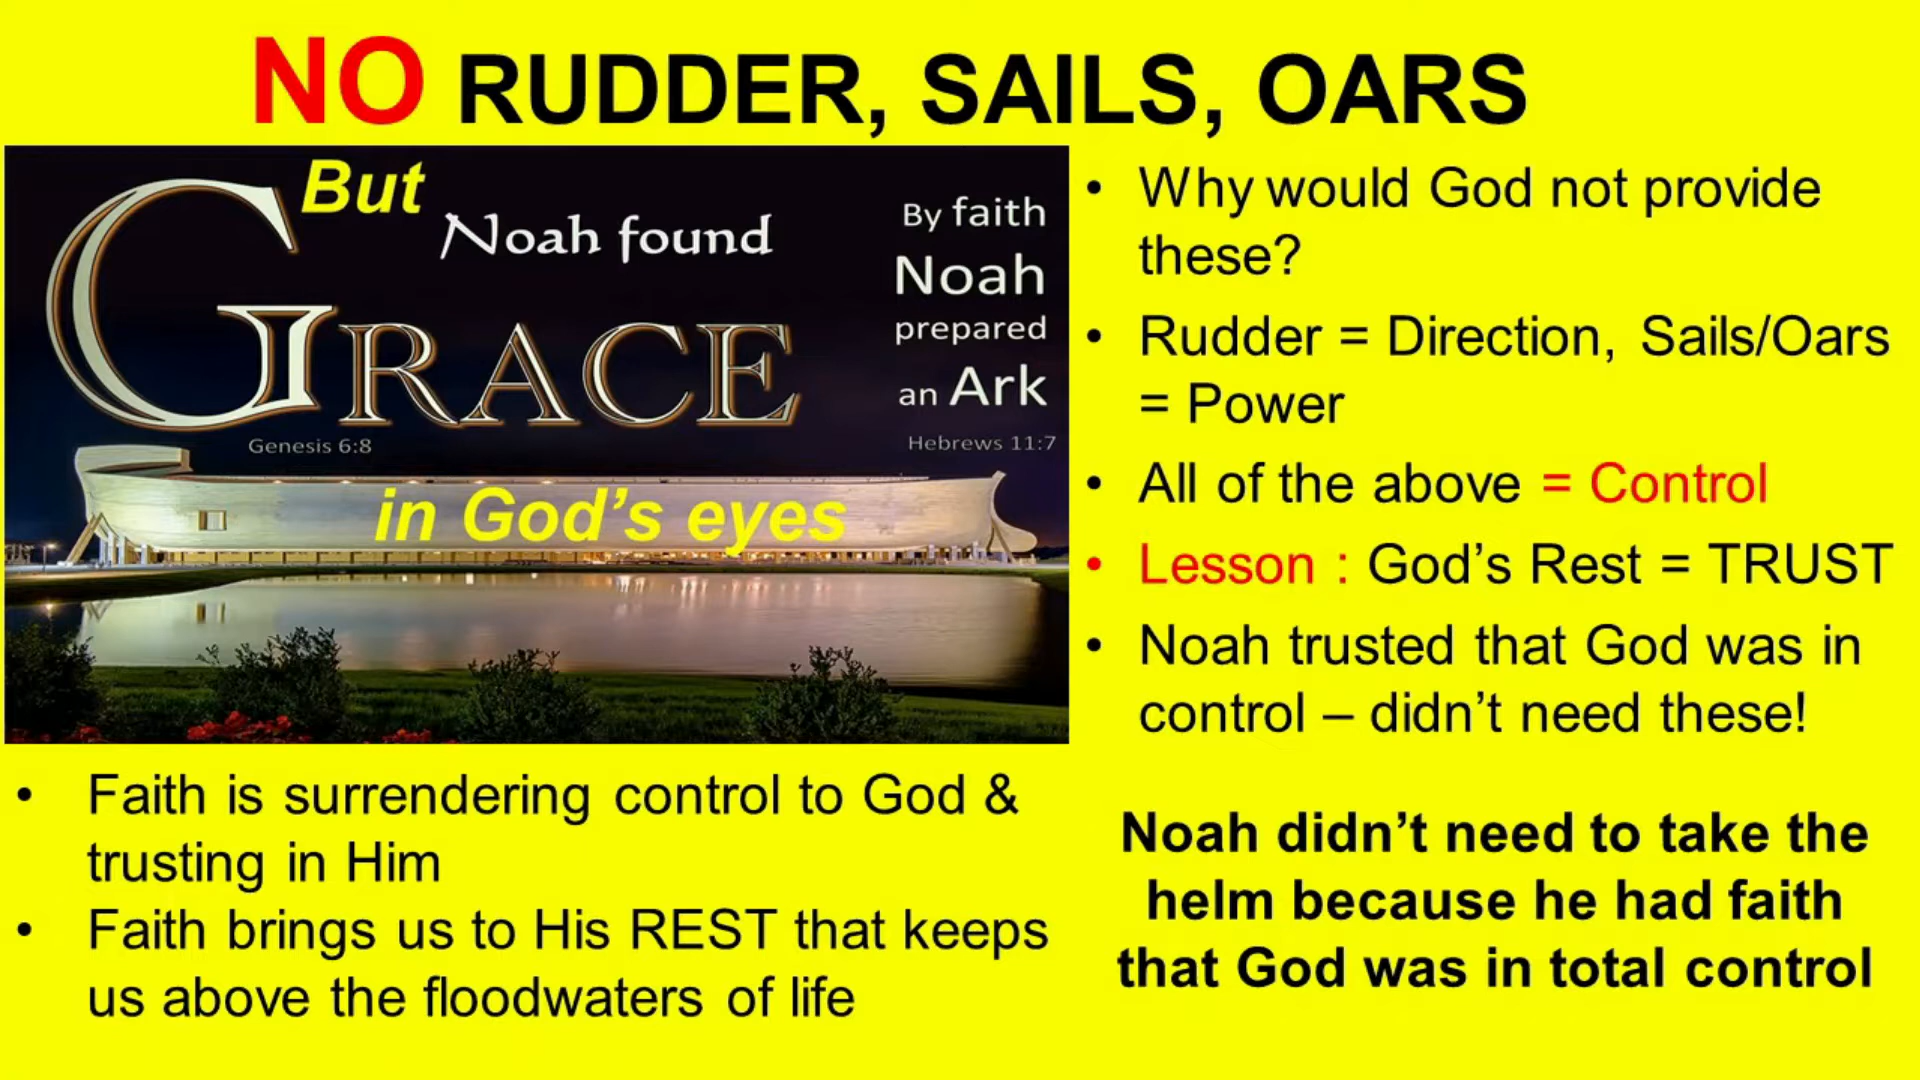 NO RUDDER, SAILS, OARS
But
Noah found
GRACE
Genesis 6:8
By faith
Noah
prepared
an Ark
Hebrews 11:7
in God’s eyes
• Why would God not provide
these?
• Rudder = Direction, Sails/Oars
= Power
• All of the above = Control
• Lesson : God’s Rest = TRUST
• Noah trusted that God was in
control – didn’t need these!
• Faith is surrendering control to God &
trusting in Him
• Faith brings us to His REST that keeps
us above the floodwaters of life
Noah didn’t need to take the
helm because he had faith
that God was in total control